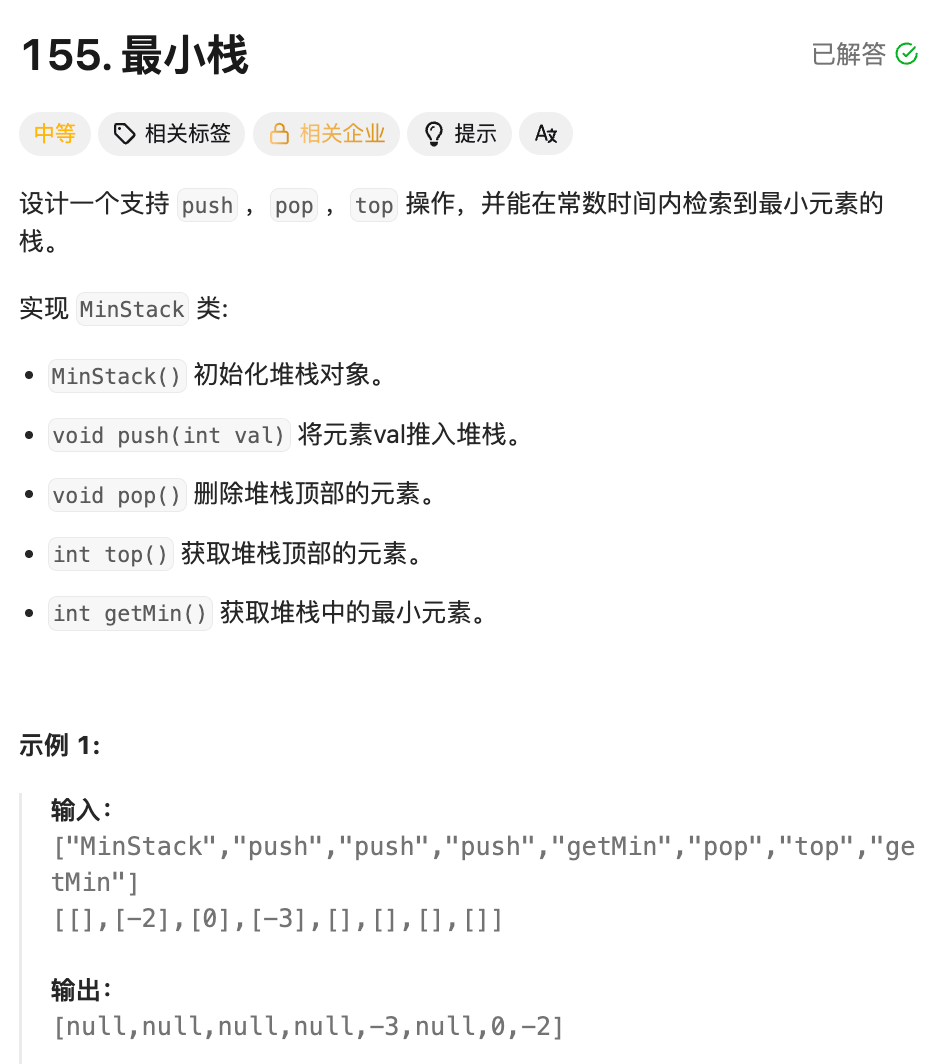 155. 最小栈
已解答
中等 相关标签 相关企业 提示 Aあ
设计一个支持 push ，pop ，top 操作，并能在常数时间内检索到最小元素的
栈。
实现 MinStack 类:
• MinStack() 初始化堆栈对象。
• void push(int val) 将元素val推入堆栈。
• void pop() 删除堆栈顶部的元素。
• int top() 获取堆栈顶部的元素。
• int getMin() 获取堆栈中的最小元素。
示例 1:
输入：
["MinStack","push","push","push","getMin","pop","top","ge
tMin"]
[[],[-2],[0],[-3],[],[],[],[]]
输出：
[null,null,null,null,-3,null,0,-2]